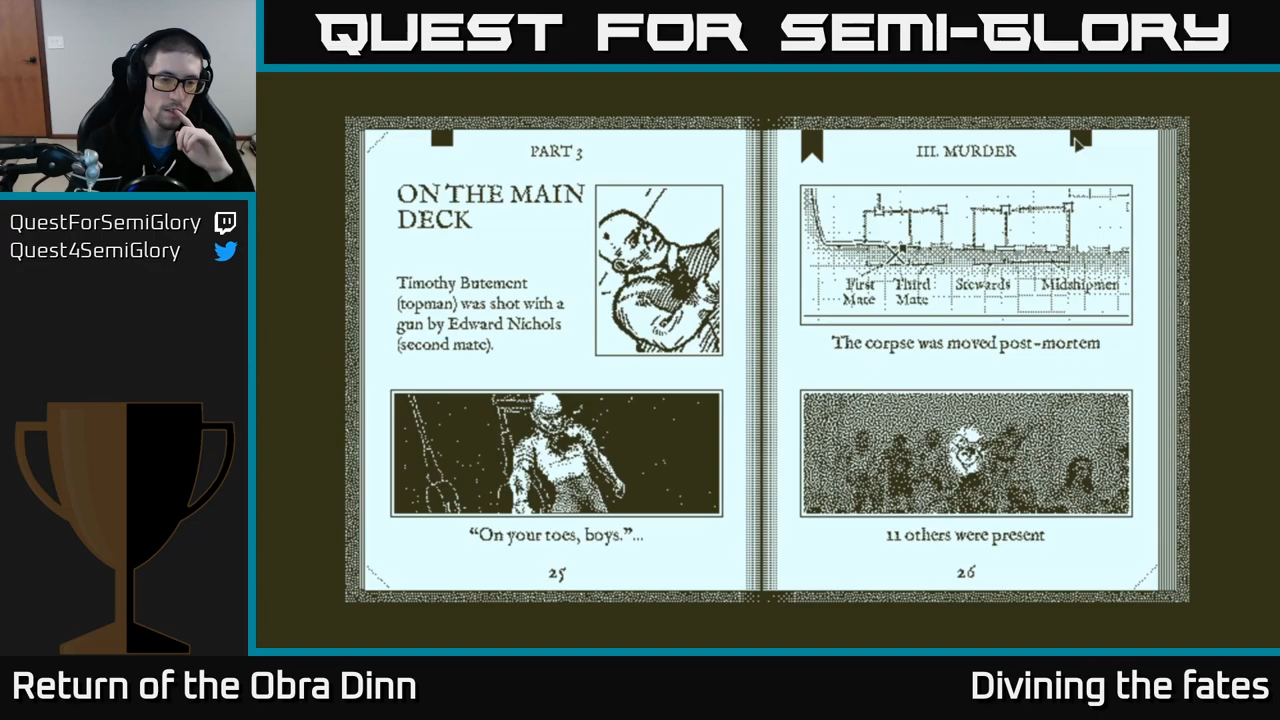 QUEST FOR SEMI-GLORY
QuestForSemiGlory
Quest4SemiGlory
PART 3
ON THE MAIN
DECK
Timothy Butement
(topman) was shot with a
gun by Edward Nichols
(second mate).
"On your toes, boys."...
25
III. MURDER
First Mate
Third Mate
Stewards
Midshipmen
The corpse was moved post-mortem
11 others were present
26
Return of the Obra Dinn
Divining the fates